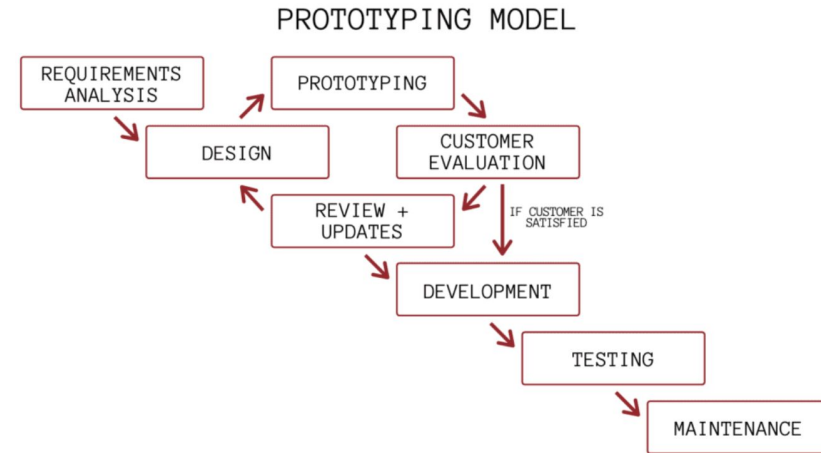 PROTOTYPING MODEL
REQUIREMENTS
ANALYSIS
PROTOTYPING
DESIGN
CUSTOMER
EVALUATION
REVIEW +
UPDATES
IF CUSTOMER IS
SATISFIED
DEVELOPMENT
TESTING
MAINTENANCE